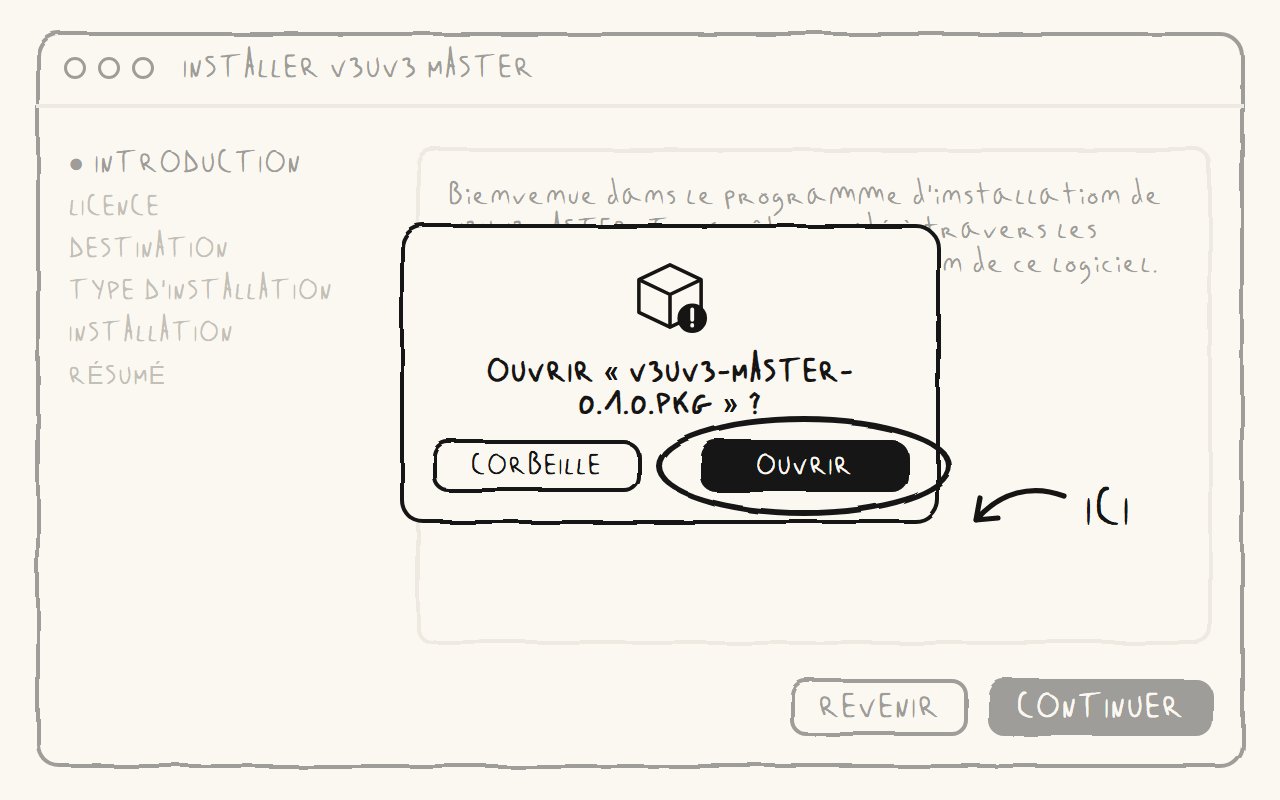 INSTALLER V3UV3 MASTER
● INTRODUCTION
LICENCE
DESTINATION
TYPE D'INSTALLATION
INSTALLATION
RÉSUMÉ
Bienvenue dans le programme d'installation de
travers les
de ce logiciel.
OUVRIR « V3UV3-MASTER-
0.1.0.PKG » ?
CORBEILLE
OUVRIR
ICI
REVENIR
CONTINUER